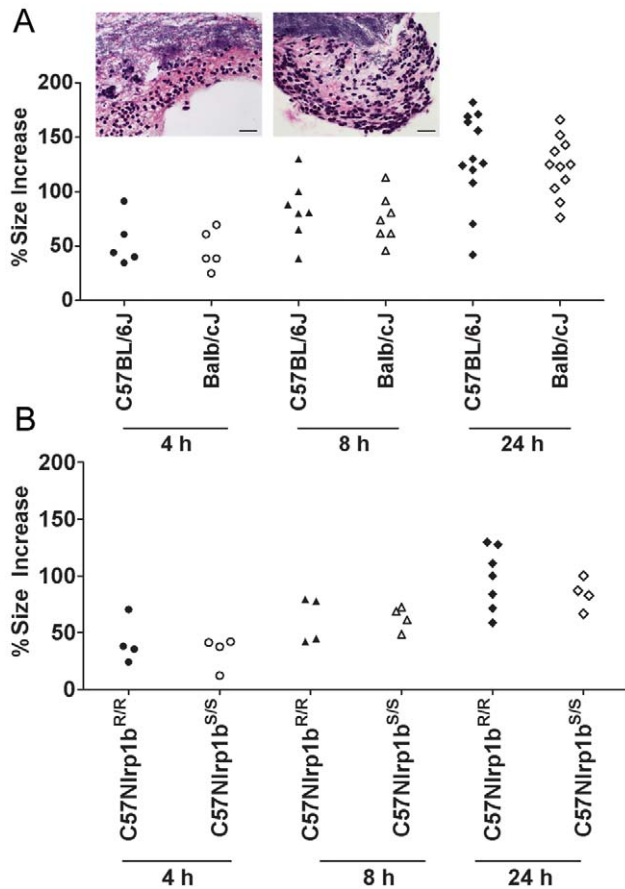 A
200
150
100
50
0
% Size Increase
C57BL/6J
Balb/cJ
C57BL/6J
Balb/cJ
C57BL/6J
Balb/cJ
4 h
8 h
24 h
B
200
150
100
50
0
% Size Increase
C57Nlrp1bR/R
C57Nlrp1bS/S
C57Nlrp1bR/R
C57Nlrp1bS/S
C57Nlrp1bR/R
C57Nlrp1bS/S
4 h
8 h
24 h